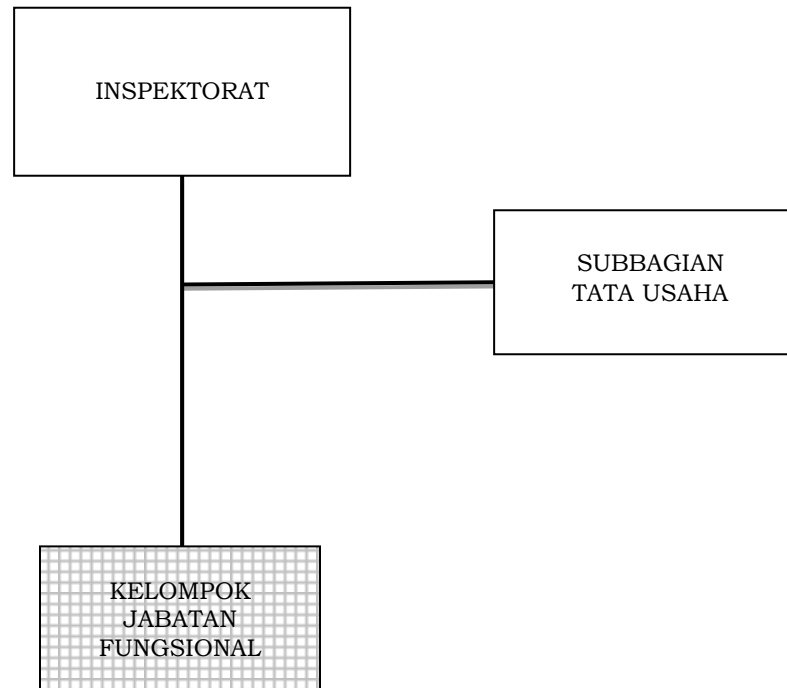 INSPEKTORAT
SUBBAGIAN
TATA USAHA
KELOMPOK
JABATAN
FUNGSIONAL